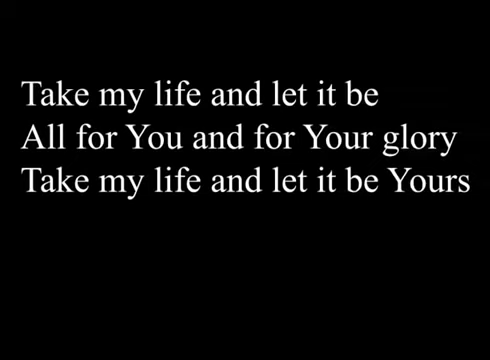 Take my life and let it be
All for You and for Your glory
Take my life and let it be Yours